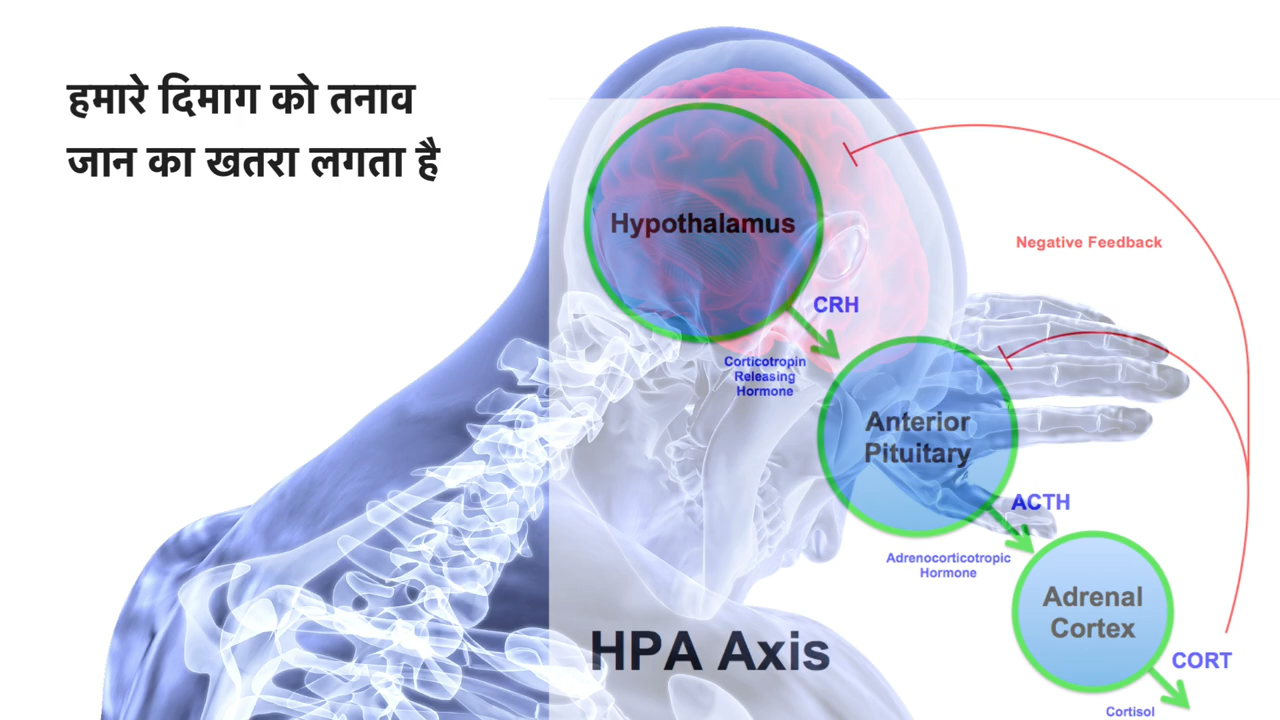 हमारे दिमाग को तनाव
जान का खतरा लगता है
Hypothalamus
Negative Feedback
CRH
Corticotropin
Releasing
Hormone
Anterior
Pituitary
ACTH
Adrenocorticotropic
Hormone
Adrenal
Cortex
HPA Axis
CORT
Cortisol